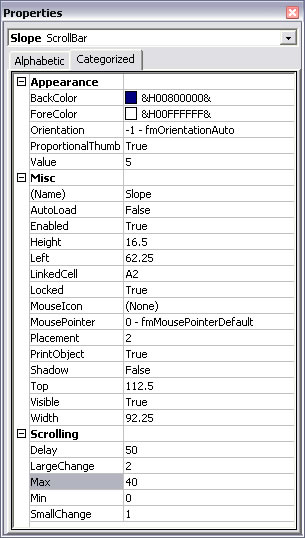 Properties
Slope ScrollBar
Alphabetic Categorized
Appearance
BackColor &H00800000&
ForeColor &H00FFFFFF&
Orientation -1 - fmOrientationAuto
ProportionalThumb True
Value 5
Misc
(Name) Slope
AutoLoad False
Enabled True
Height 16.5
Left 62.25
LinkedCell A2
Locked True
MouseIcon (None)
MousePointer 0 - fmMousePointerDefault
Placement 2
PrintObject True
Shadow False
Top 112.5
Visible True
Width 92.25
Scrolling
Delay 50
LargeChange 2
Max 40
Min 0
SmallChange 1